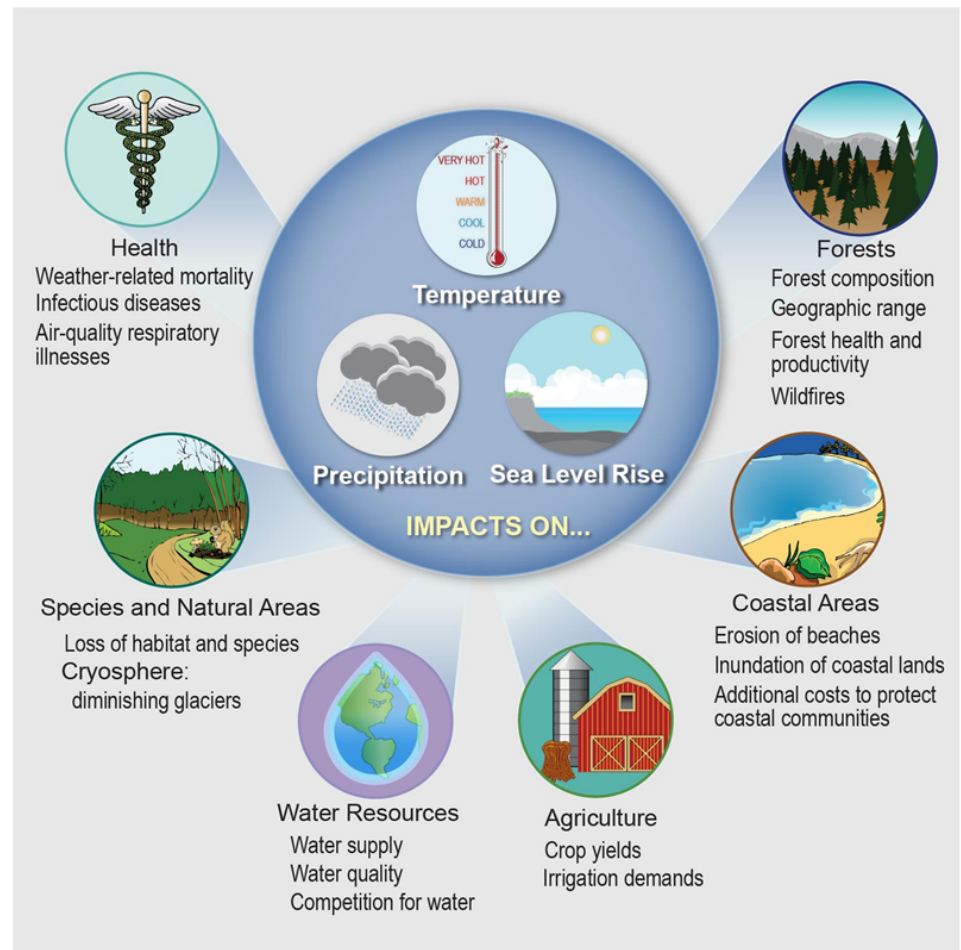 VERY HOT
HOT
WARM
COOL
COLD
Temperature
Precipitation
Sea Level Rise
IMPACTS ON...
Health
Weather-related mortality
Infectious diseases
Air-quality respiratory
illnesses
Forests
Forest composition
Geographic range
Forest health and
productivity
Wildfires
Species and Natural Areas
Loss of habitat and species
Cryosphere:
diminishing glaciers
Coastal Areas
Erosion of beaches
Inundation of coastal lands
Additional costs to protect
coastal communities
Water Resources
Water supply
Water quality
Competition for water
Agriculture
Crop yields
Irrigation demands